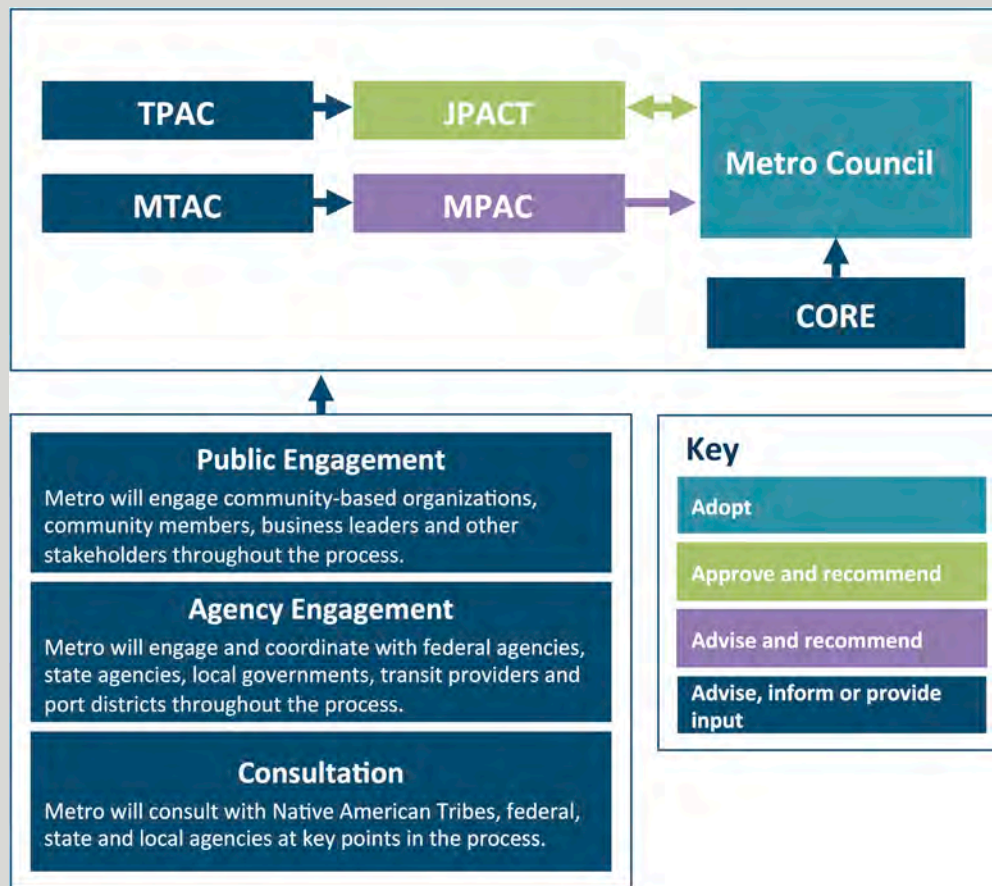 TPAC
JPACT
Metro Council
MTAC
MPAC
CORE
Public Engagement
Metro will engage community-based organizations,
community members, business leaders and other
stakeholders throughout the process.
Agency Engagement
Metro will engage and coordinate with federal agencies,
state agencies, local governments, transit providers and
port districts throughout the process.
Consultation
Metro will consult with Native American Tribes, federal,
state and local agencies at key points in the process.
Key
Adopt
Approve and recommend
Advise and recommend
Advise, inform or provide
input